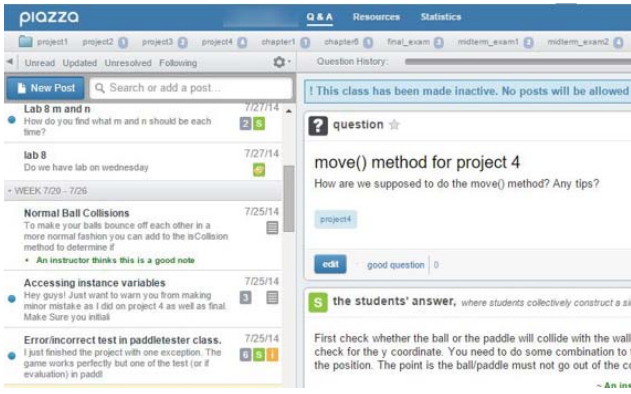 piazza
Q & A Resources Statistics
project1 project2 1 project3 2 project4 1 chapter1 1 chapter8 1 final_exam 2 midterm_exam1 2 midterm_exam2 4
Unread Updated Unresolved Following
Question History:
New Post
Search or add a post...
Lab 8 m and n 7/27/14
How do you find what m and n should be each
time?
2 S
lab 8 7/27/14
Do we have lab on wednesday
WEEK 7/20 - 7/26
Normal Ball Collisions 7/25/14
To make your balls bounce off each other in a
more normal fashion you can add to the isCollision
method to determine if
• An instructor thinks this is a good note
Accessing instance variables 7/25/14
Hey guys! Just want to warn you from making
minor mistake as I did on project 4 as well as final.
Make Sure you initiali
3
Error/incorrect test in paddletester class. 7/25/14
I just finished the project with one exception. The
game works perfectly but one of the test (or if
evaluation) in paddl
6 S i
! This class has been made inactive. No posts will be allowed
? question
move() method for project 4
How are we supposed to do the move() method? Any tips?
project4
edit · good question 0
S the students' answer, where students collectively construct a si
First check whether the ball or the paddle will collide with the wall
check for the y coordinate. You need to do some combination to
the position. The point is the ball/paddle must not go out of the co
~ An ins